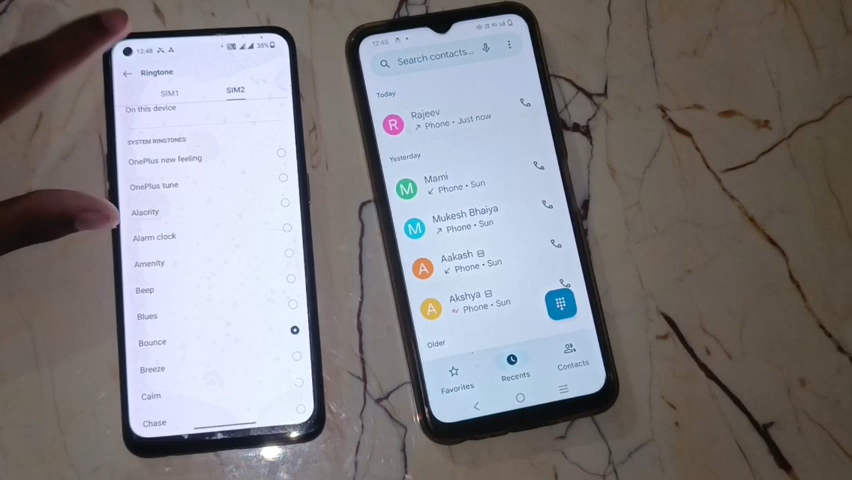 12:48
35%
Ringtone
SIM1 SIM2
On this device
SYSTEM RINGTONES
OnePlus new feeling
OnePlus tune
Alacrity
Alarm clock
Amenity
Beep
Blues
Bounce
Breeze
Calm
Chase
12:48
Search contacts...
Today
R
Rajeev
Phone • Just now
Yesterday
M
Mami
Phone • Sun
M
Mukesh Bhaiya
Phone • Sun
A
Aakash
Phone • Sun
A
Akshya
Phone • Sun
Older
Favorites
Recents
Contacts